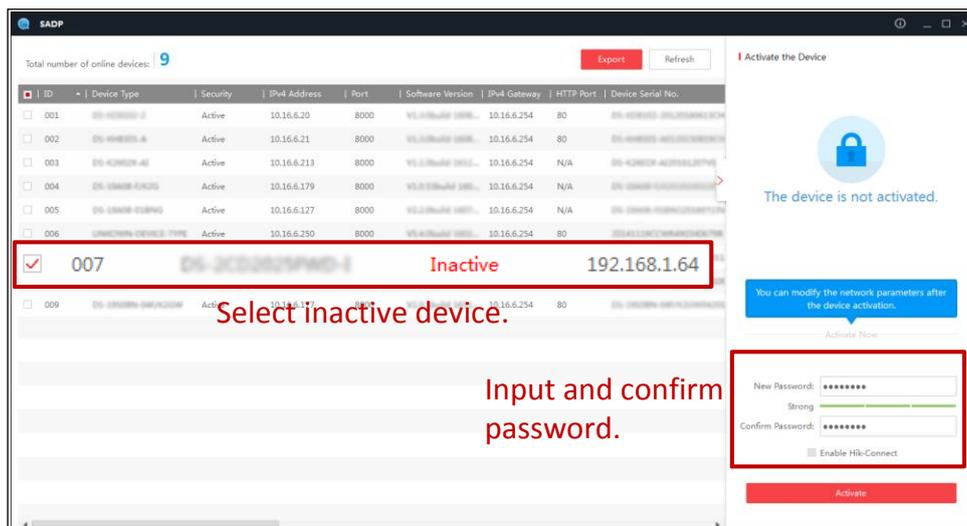 SADP
Total number of online devices: 9
Export
Refresh
ID | Device Type | Security | IPv4 Address | Port | Software Version | IPv4 Gateway | HTTP Port | Device Serial No.
001 Active 10.16.6.20 8000 10.16.6.254 80
002 Active 10.16.6.21 8000 10.16.6.254 80
003 Active 10.16.6.213 8000 10.16.6.254 N/A
004 Active 10.16.6.179 8000 10.16.6.254 N/A
005 Active 10.16.6.127 8000 10.16.6.254 N/A
006 UNKOWN-DEVICE-TYPE Active 10.16.6.250 8000 10.16.6.254 80
007 Inactive 192.168.1.64
009 10.16.6.254 80
Select inactive device.
Input and confirm
password.
Activate the Device
The device is not activated.
You can modify the network parameters after
the device activation.
Activate Now
New Password: ●●●●●●●●
Strong
Confirm Password: ●●●●●●●●
Enable Hik-Connect
Activate